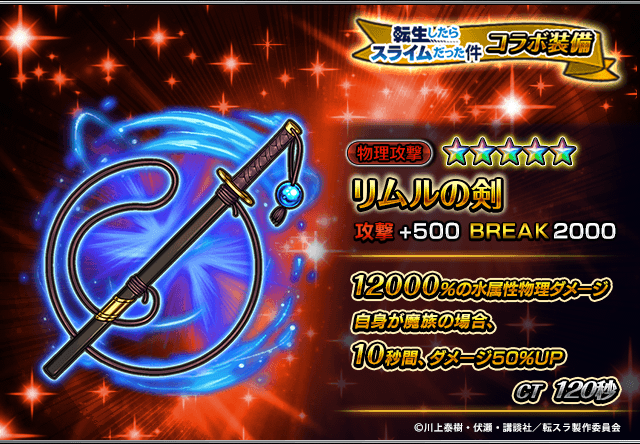 転生したら
スライムだった件
コラボ装備
物理攻撃
リムルの剣
攻撃 +500 BREAK 2000
12000%の水属性物理ダメージ
自身が魔族の場合、
10秒間、ダメージ50%UP
CT 120秒
©川上泰樹・伏瀬・講談社／転スラ製作委員会